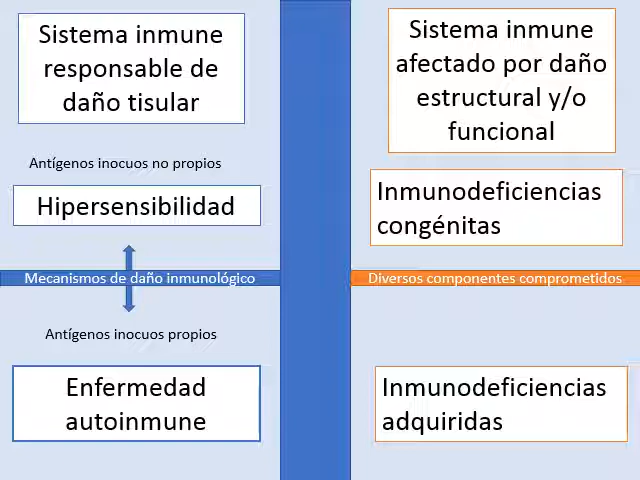 Sistema inmune
responsable de
daño tisular
Antígenos inocuos no propios
Hipersensibilidad
Mecanismos de daño inmunológico
Antígenos inocuos propios
Enfermedad
autoinmune
Sistema inmune
afectado por daño
estructural y/o
funcional
Inmunodeficiencias
congénitas
Diversos componentes comprometidos
Inmunodeficiencias
adquiridas